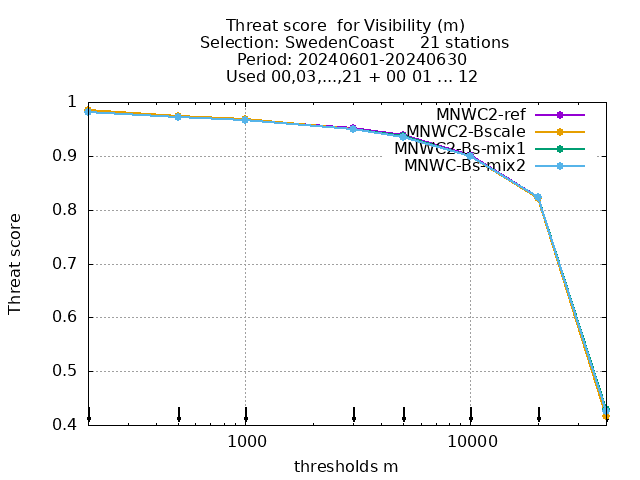 Threat score  for Visibility (m)
Selection: SwedenCoast     21 stations
Period: 20240601-20240630
Used 00,03,...,21 + 00 01 ... 12
MNWC2-ref
MNWC2-Bscale
MNWC2-Bs-mix1
MNWC-Bs-mix2
Threat score
1
0.9
0.8
0.7
0.6
0.5
0.4
1000
10000
thresholds m